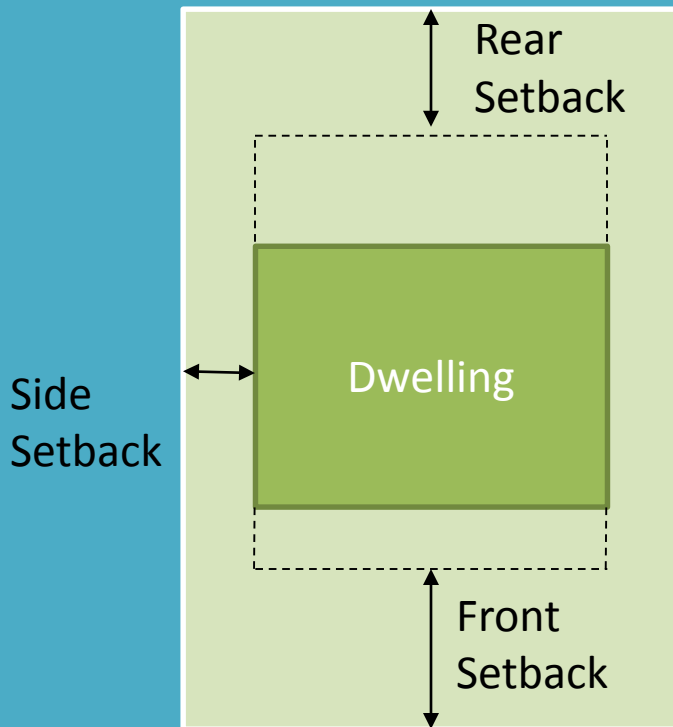 Rear
Setback
Dwelling
Side
Setback
Front
Setback